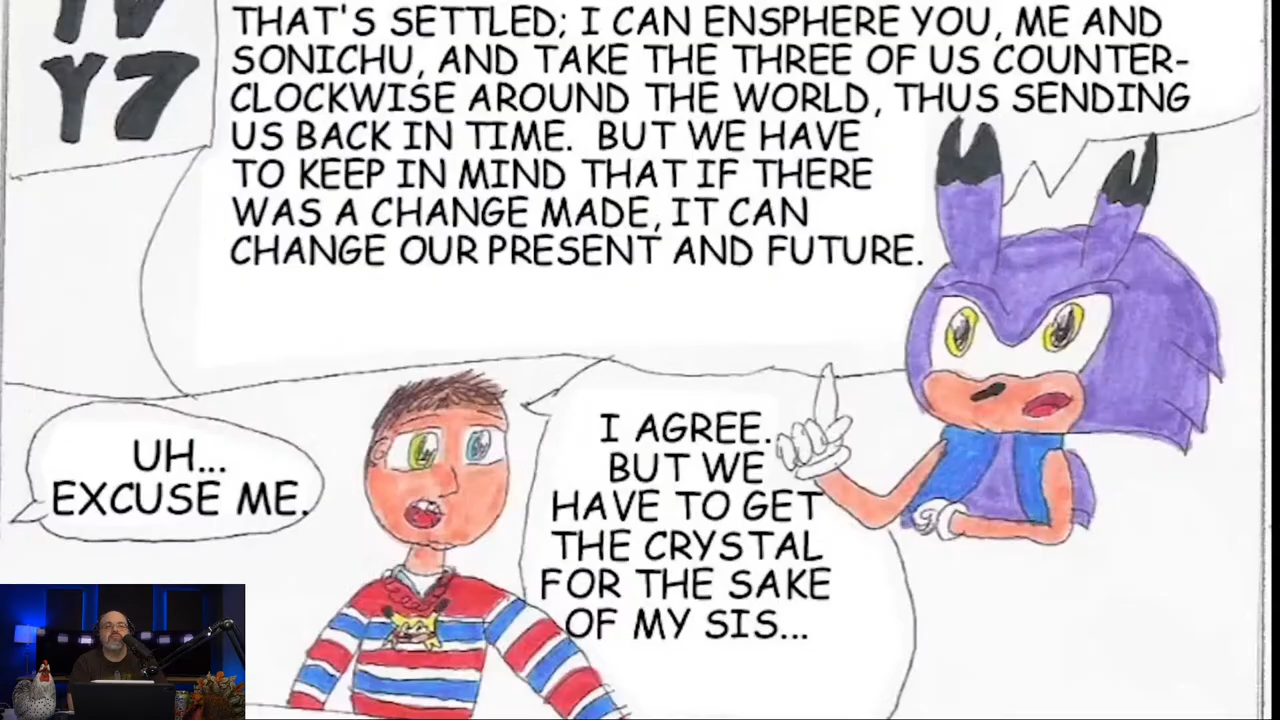 TV
Y7
THAT'S SETTLED; I CAN ENSPHERE YOU, ME AND
SONICHU, AND TAKE THE THREE OF US COUNTER-
CLOCKWISE AROUND THE WORLD, THUS SENDING
US BACK IN TIME. BUT WE HAVE
TO KEEP IN MIND THAT IF THERE
WAS A CHANGE MADE, IT CAN
CHANGE OUR PRESENT AND FUTURE.
UH...
EXCUSE ME.
I AGREE.
BUT WE
HAVE TO GET
THE CRYSTAL
FOR THE SAKE
OF MY SIS...